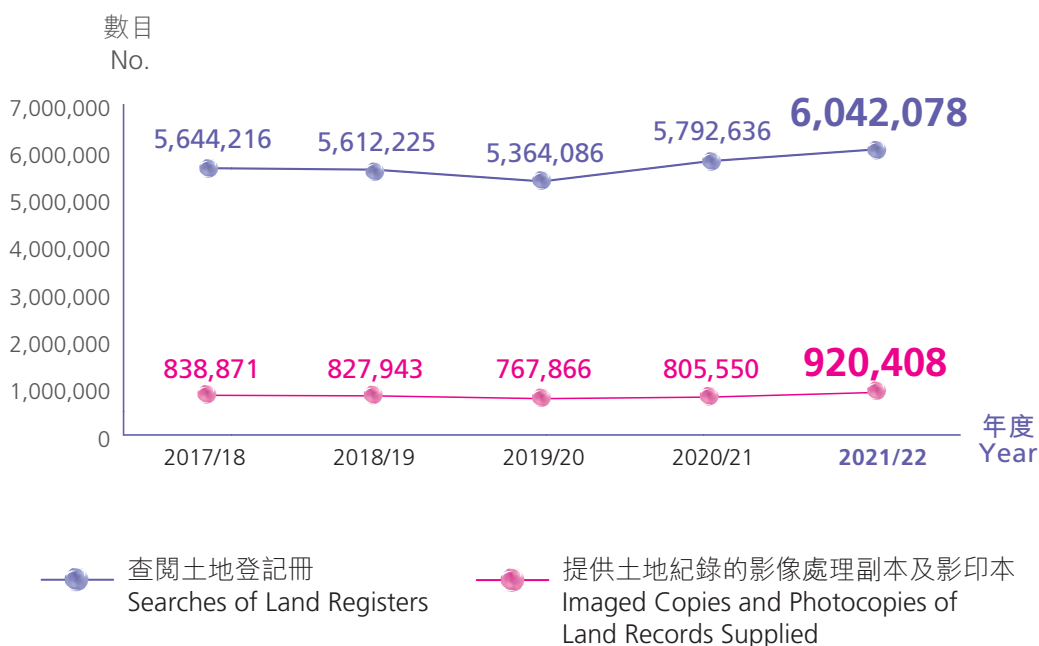 數目
No.
7,000,000
6,000,000
5,000,000
4,000,000
3,000,000
2,000,000
1,000,000
0
5,644,216
5,612,225
5,364,086
5,792,636
6,042,078
838,871
827,943
767,866
805,550
920,408
2017/18
2018/19
2019/20
2020/21
2021/22
年度
Year
查閱土地登記冊
Searches of Land Registers
提供土地紀錄的影像處理副本及影印本
Imaged Copies and Photocopies of
Land Records Supplied